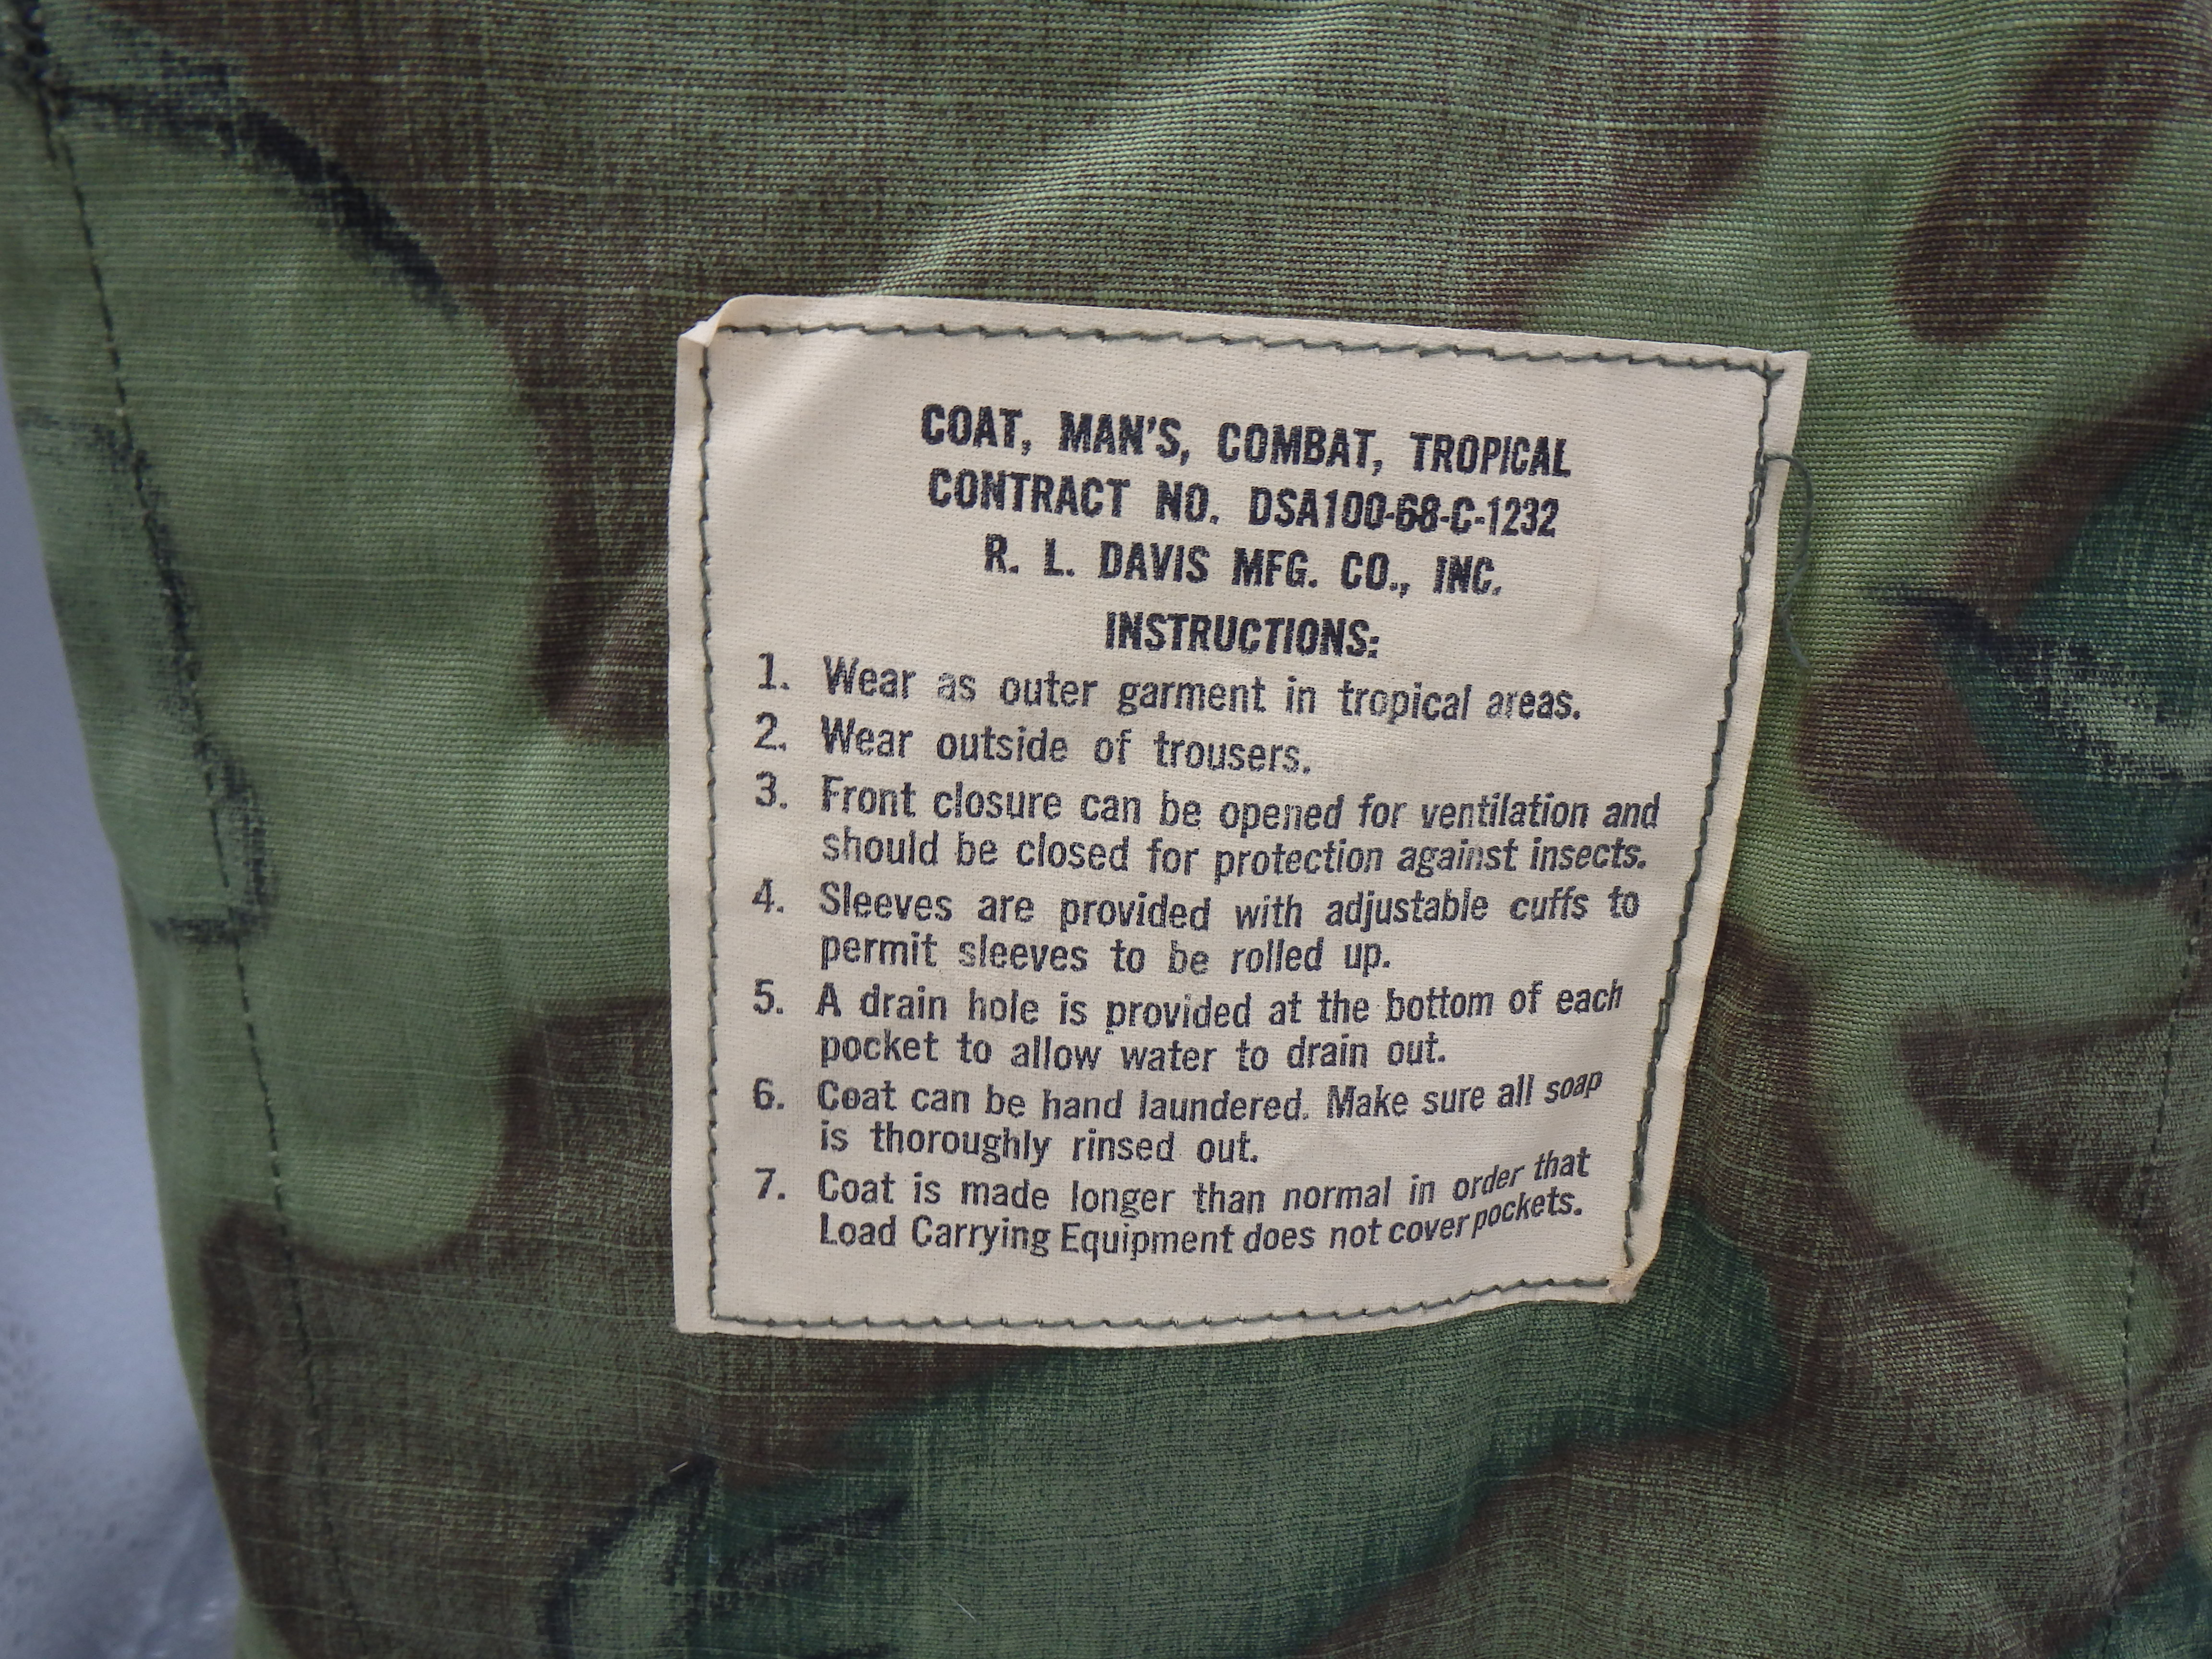 COAT, MAN'S, COMBAT, TROPICAL
CONTRACT NO. DSA100-68-C-1232
R. L. DAVIS MFG. CO., INC.
INSTRUCTIONS:
1. Wear as outer garment in tropical areas.
2. Wear outside of trousers.
3. Front closure can be opened for ventilation and
should be closed for protection against insects.
4. Sleeves are provided with adjustable cuffs to
permit sleeves to be rolled up.
5. A drain hole is provided at the bottom of each
pocket to allow water to drain out.
6. Coat can be hand laundered. Make sure all soap
is thoroughly rinsed out.
7. Coat is made longer than normal in order that
Load Carrying Equipment does not cover pockets.